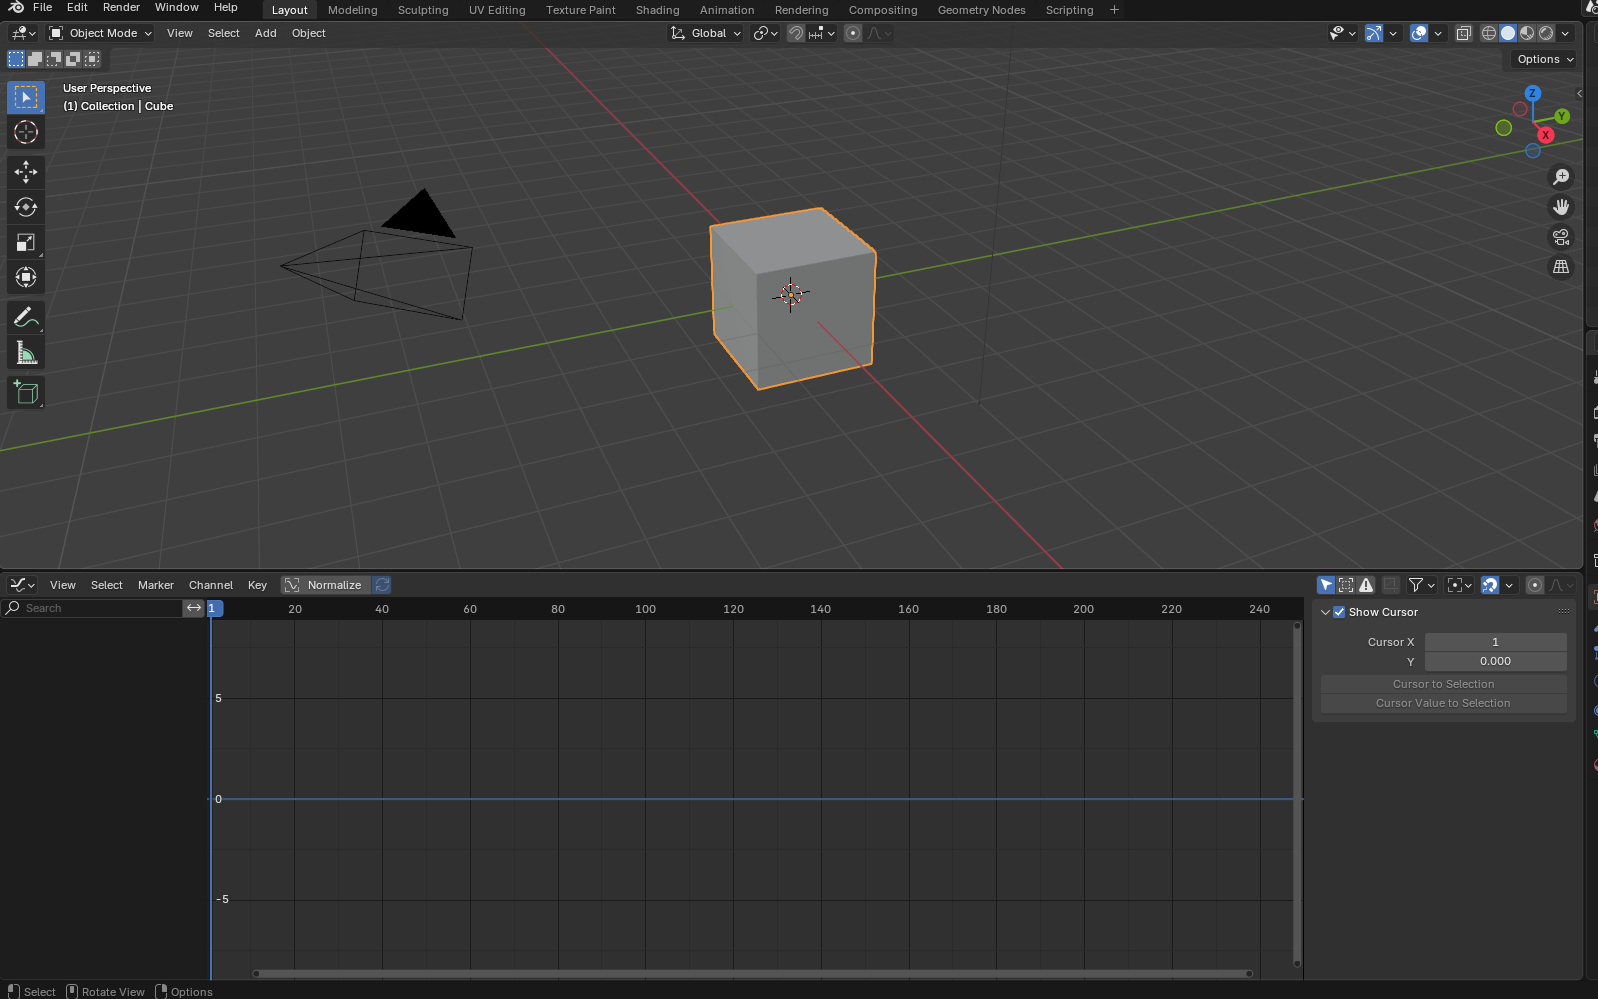 File Edit Render Window Help Layout Modeling Sculpting UV Editing Texture Paint Shading Animation Rendering Compositing Geometry Nodes Scripting +
Object Mode View Select Add Object Global
Options
User Perspective
(1) Collection | Cube
Z
Y
X
View Select Marker Channel Key Normalize
Search 1 20 40 60 80 100 120 140 160 180 200 220 240
Show Cursor
Cursor X 1
Y 0.000
Cursor to Selection
Cursor Value to Selection
5
0
-5
Select Rotate View Options